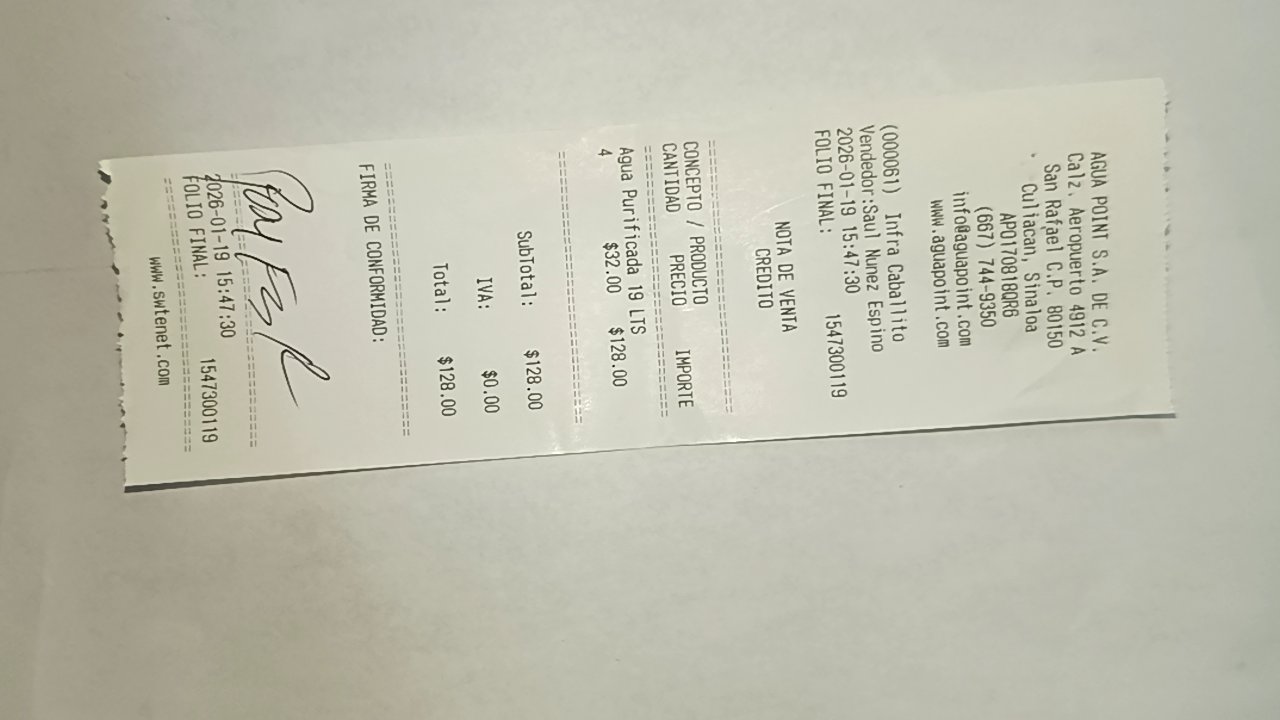 AGUA POINT S.A. DE C.V.
Calz. Aeropuerto 4912 A
San Rafael C.P. 80150
Culiacan, Sinaloa
.
APO170818QR6
(667) 744-9350
info@aguapoint.com
www.aguapoint.com
(000061) Infra Caballito
Vendedor:Saul Nunez Espino
2026-01-19 15:47:30
FOLIO FINAL: 1547300119
NOTA DE VENTA
CREDITO
==============================
CONCEPTO / PRODUCTO
CANTIDAD PRECIO IMPORTE
==============================
Agua Purificada 19 LTS
4 $32.00 $128.00
==============================
SubTotal: $128.00
IVA: $0.00
Total: $128.00
==============================
FIRMA DE CONFORMIDAD:
==============================
2026-01-19 15:47:30
FOLIO FINAL: 1547300119
==============================
www.swtenet.com